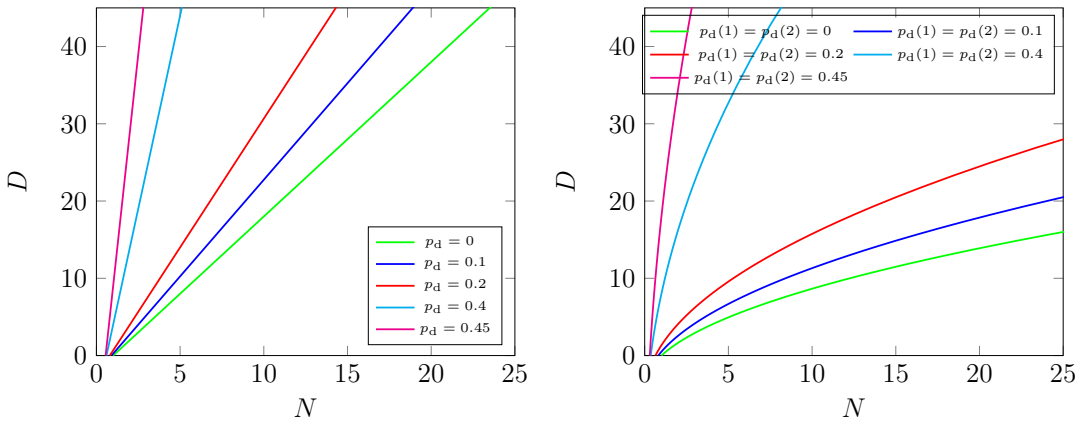 40
30
20
10
0
0 5 10 15 20 25
N
D
p_d = 0
p_d = 0.1
p_d = 0.2
p_d = 0.4
p_d = 0.45
40
30
20
10
0
0 5 10 15 20 25
N
D
p_d(1) = p_d(2) = 0 p_d(1) = p_d(2) = 0.1
p_d(1) = p_d(2) = 0.2 p_d(1) = p_d(2) = 0.4
p_d(1) = p_d(2) = 0.45